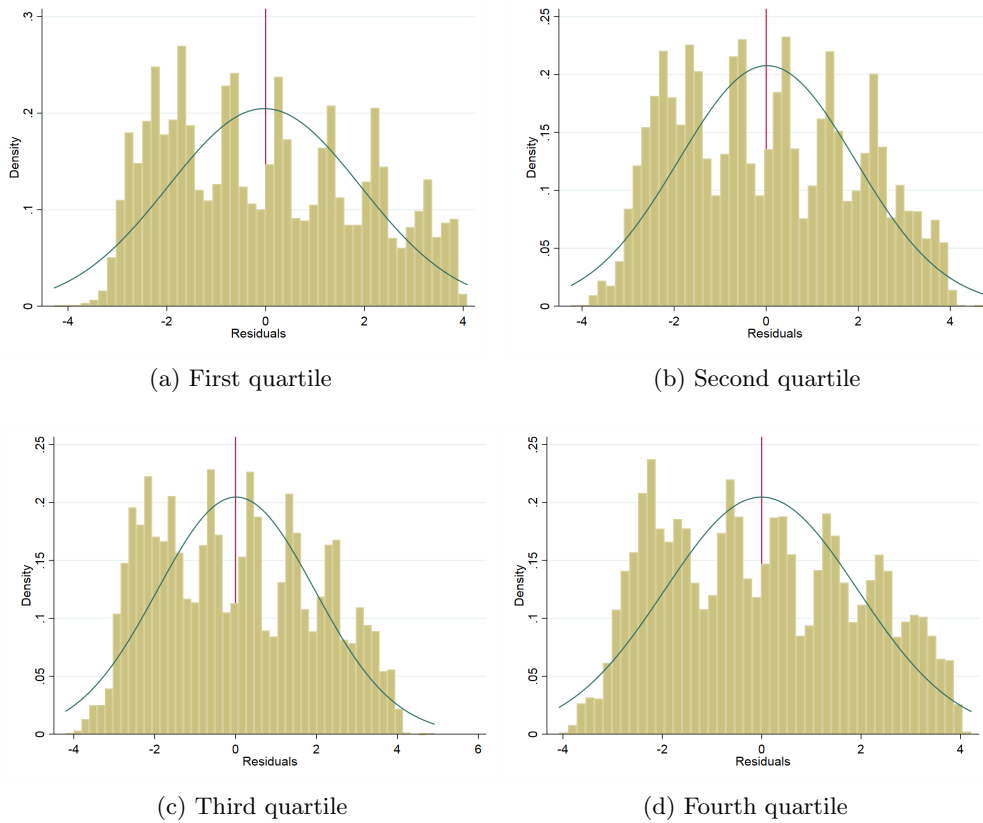 .3
.2
.1
0
Density
-4 -2 0 2 4
Residuals
(a) First quartile
.25
.2
.15
.1
.05
0
Density
-4 -2 0 2 4
Residuals
(b) Second quartile
.25
.2
.15
.1
.05
0
Density
-4 -2 0 2 4 6
Residuals
(c) Third quartile
.25
.2
.15
.1
.05
0
Density
-4 -2 0 2 4
Residuals
(d) Fourth quartile